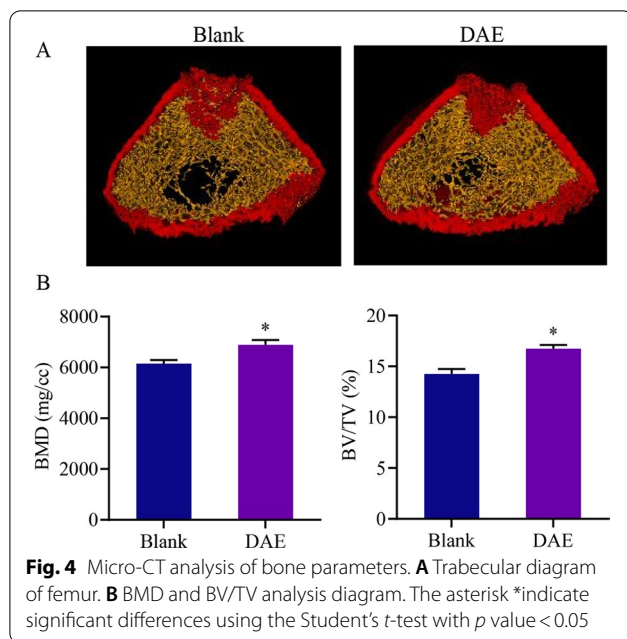 Blank DAE
A
B
8000 20
* *
6000 15
4000 10
2000 5
0 0
BMD (mg/cc) BV/TV (%)
Blank DAE Blank DAE
Fig. 4 Micro-CT analysis of bone parameters. A Trabecular diagram
of femur. B BMD and BV/TV analysis diagram. The asterisk *indicate
significant differences using the Student's t-test with p value < 0.05